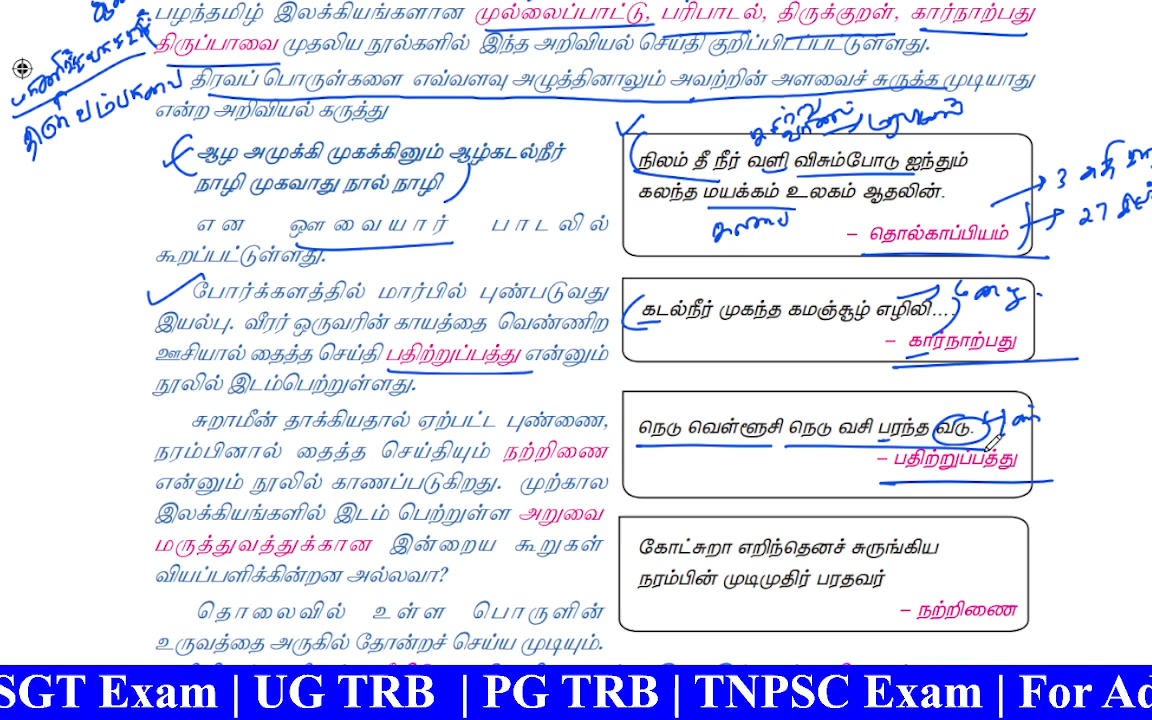 பழந்தமிழ் இலக்கியங்களான முல்லைப்பாட்டு, பரிபாடல், திருக்குறள், கார்நாற்பது
திருப்பாவை முதலிய நூல்களில் இந்த அறிவியல் செய்தி குறிப்பிடப்பட்டுள்ளது.
திரவப் பொருள்களை எவ்வளவு அழுத்தினாலும் அவற்றின் அளவைச் சுருக்க முடியாது
என்ற அறிவியல் கருத்து
ஆழ அமுக்கி முகக்கினும் ஆழ்கடல்நீர்
நாழி முகவாது நால் நாழி
என ஔவையார் பாடலில்
கூறப்பட்டுள்ளது.
போர்க்களத்தில் மார்பில் புண்படுவது
இயல்பு. வீரர் ஒருவரின் காயத்தை வெண்ணிற
ஊசியால் தைத்த செய்தி பதிற்றுப்பத்து என்னும்
நூலில் இடம்பெற்றுள்ளது.
சுறாமீன் தாக்கியதால் ஏற்பட்ட புண்ணை,
நரம்பினால் தைத்த செய்தியும் நற்றிணை
என்னும் நூலில் காணப்படுகிறது. முற்கால
இலக்கியங்களில் இடம் பெற்றுள்ள அறுவை
மருத்துவத்துக்கான இன்றைய கூறுகள்
வியப்பளிக்கின்றன அல்லவா?
தொலைவில் உள்ள பொருளின்
உருவத்தை அருகில் தோன்றச் செய்ய முடியும்.
நிலம் தீ நீர் வளி விசும்போடு ஐந்தும்
கலந்த மயக்கம் உலகம் ஆதலின்.
– தொல்காப்பியம்
கடல்நீர் முகந்த கமஞ்சூழ் எழிலி....
– கார்நாற்பது
நெடு வெள்ளூசி நெடு வசி பரந்த வடு.
– பதிற்றுப்பத்து
கோட்சுறா எறிந்தெனச் சுருங்கிய
நரம்பின் முடிமுதிர் பரதவர்
– நற்றிணை
SGT Exam | UG TRB | PG TRB | TNPSC Exam | For Ad